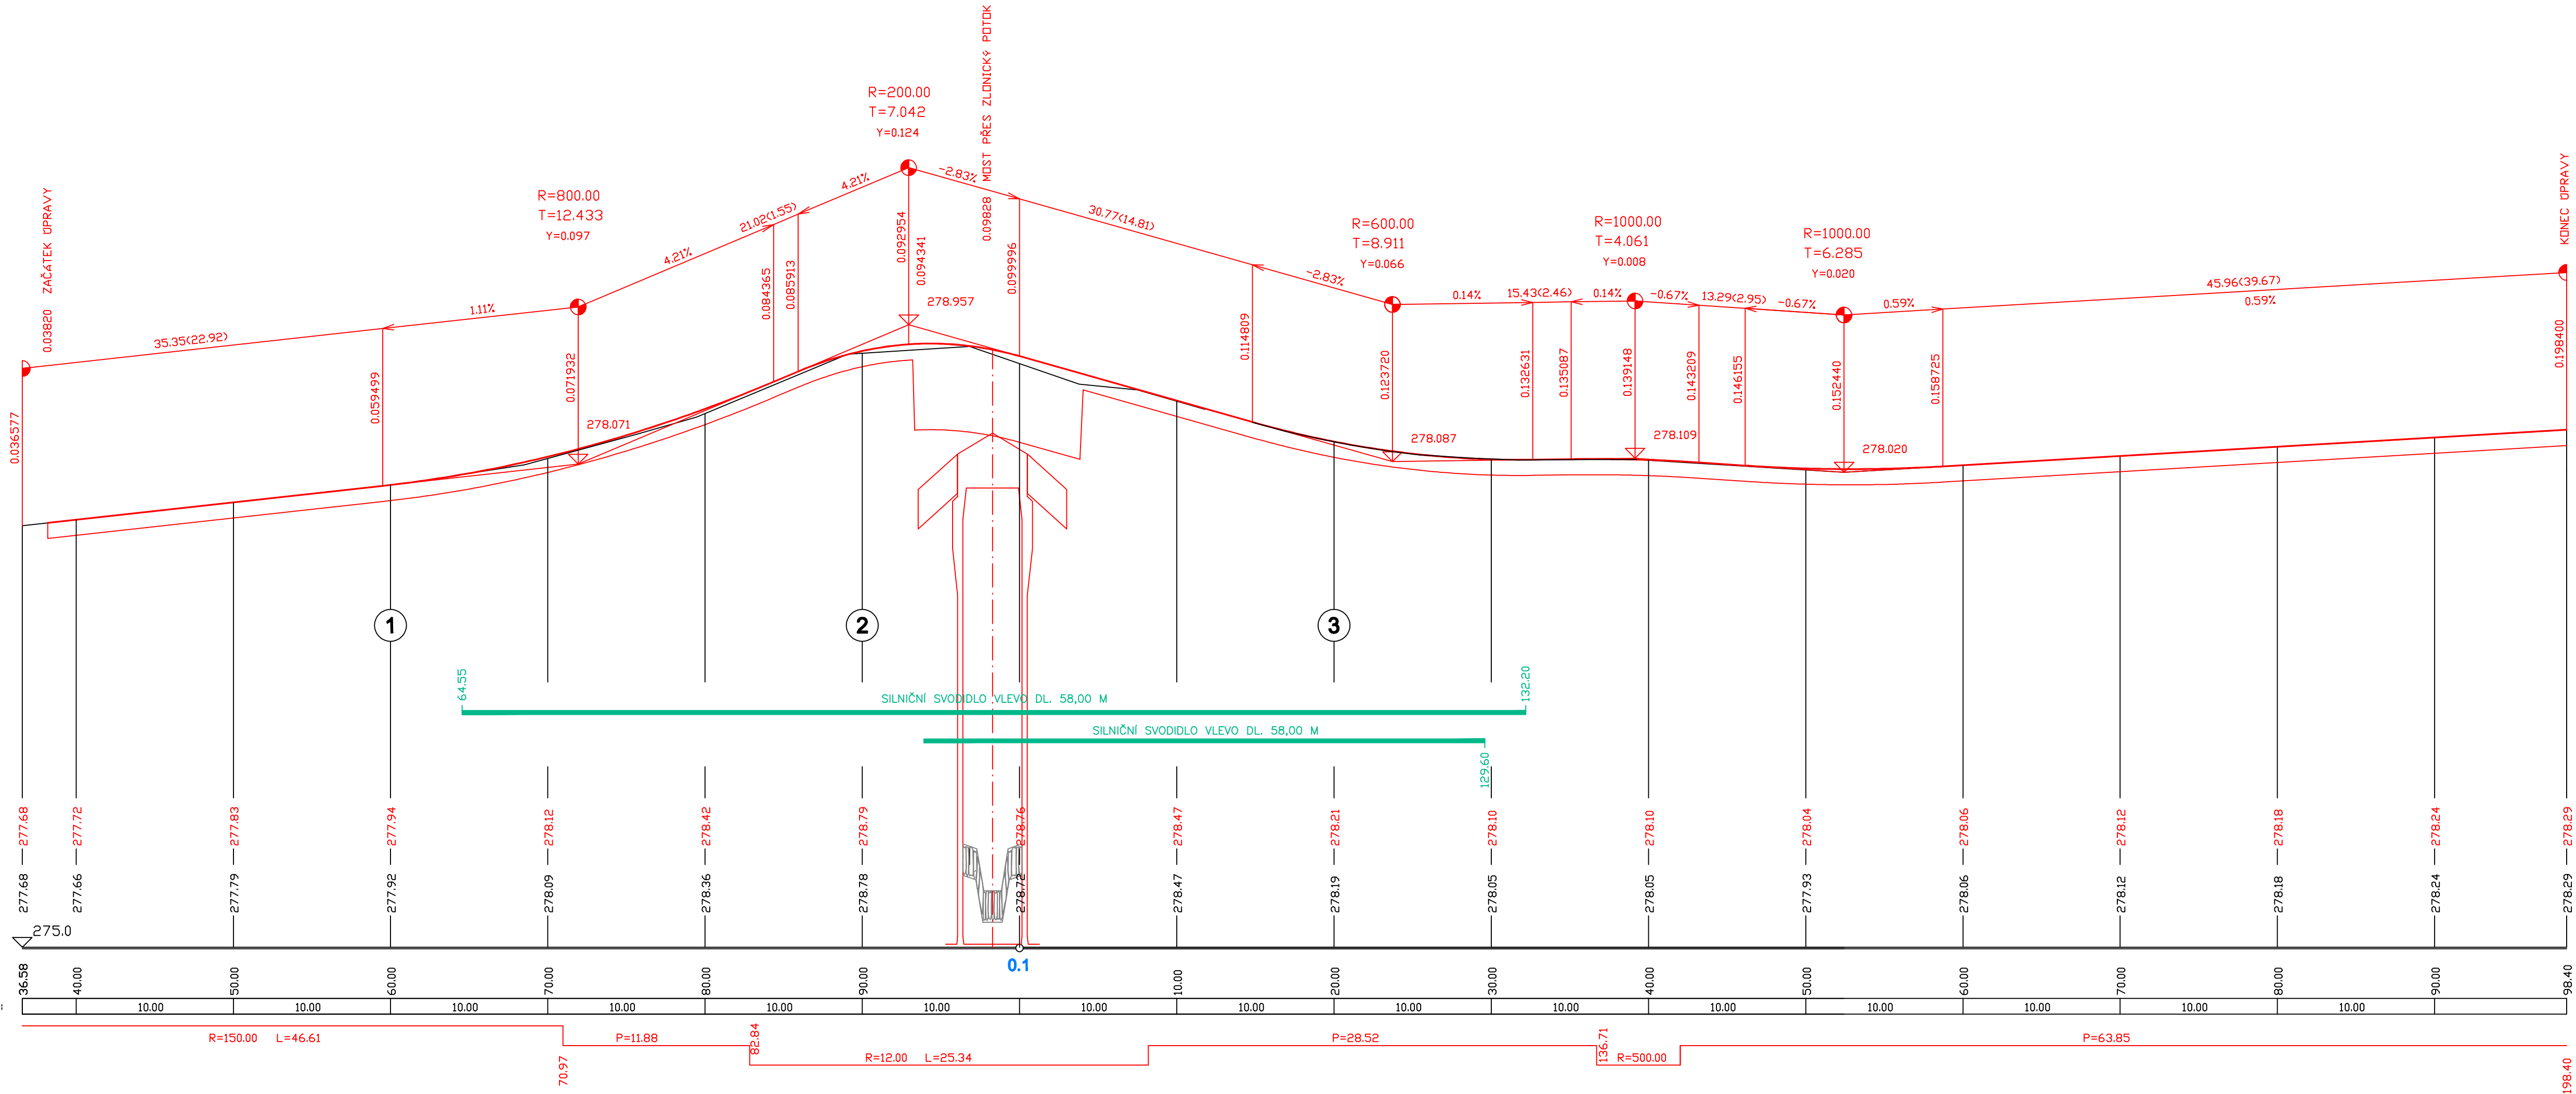 MOST PŘES ZLONICKÝ POTOK
0.09828
ZAČÁTEK ÚPRAVY
0.03820
KONEC ÚPRAVY
R=200.00
T=7.042
Y=0.124
R=800.00
T=12.433
Y=0.097
R=600.00
T=8.911
Y=0.066
R=1000.00
T=4.061
Y=0.008
R=1000.00
T=6.285
Y=0.020
35.35(22.92)
1.11%
4.21%
21.02(1.55)
4.21%
-2.83%
30.77(14.81)
-2.83%
0.14%
15.43(2.46)
0.14%
-0.67%
13.29(2.95)
-0.67%
0.59%
45.96(39.67)
0.59%
0.036577
0.059499
0.071932
0.084365
0.085913
0.092954
0.094341
0.099996
0.114809
0.123720
0.132631
0.135087
0.139148
0.143209
0.146155
0.152440
0.158725
0.198400
278.071
278.957
278.087
278.109
278.020
1
2
3
64.55
SILNIČNÍ SVODIDLO VLEVO DL. 58,00 M
132.20
SILNIČNÍ SVODIDLO VLEVO DL. 58,00 M
129.60
277.68 277.72 277.83 277.94 278.12 278.42 278.79 278.76 278.47 278.21 278.10 278.10 278.04 278.06 278.12 278.18 278.24 278.29
277.68 277.66 277.79 277.92 278.09 278.36 278.78 278.72 278.47 278.19 278.05 278.05 277.93 278.06 278.12 278.18 278.24 278.29
275.0
0.1
36.58 40.00 50.00 60.00 70.00 80.00 90.00 10.00 20.00 30.00 40.00 50.00 60.00 70.00 80.00 90.00 98.40
10.00 10.00 10.00 10.00 10.00 10.00 10.00 10.00 10.00 10.00 10.00 10.00 10.00 10.00 10.00
R=150.00 L=46.61
70.97
P=11.88
82.84
R=12.00 L=25.34
P=28.52
136.71
R=500.00
P=63.85
198.40